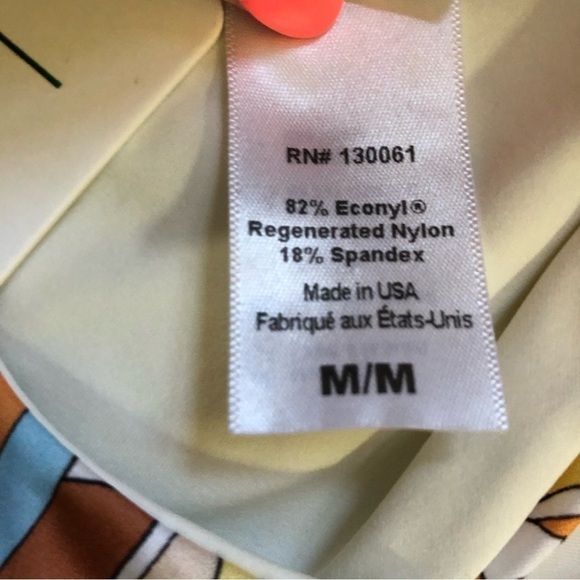 RN# 130061
82% Econyl®
Regenerated Nylon
18% Spandex
Made in USA
Fabriqué aux États-Unis
M/M